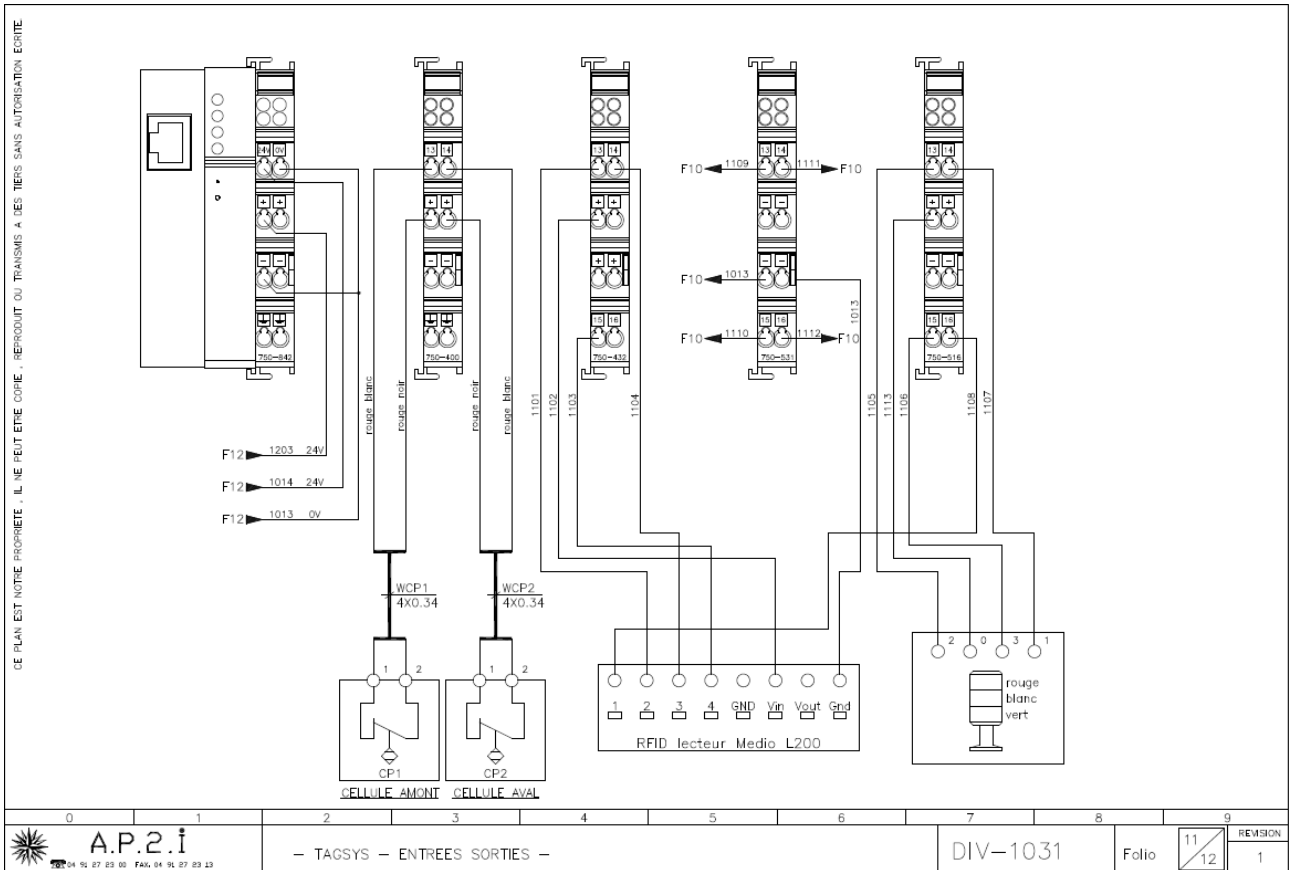 CE PLAN EST NOTRE PROPRIETE , IL NE PEUT ETRE COPIE , REPRODUIT OU TRANSMIS A DES TIERS SANS AUTORISATION ECRITE
24V 0V
13 14
13 14
13 14
13 14
F10 1109
1111 F10
+ +
+ +
+ +
- -
+ +
- -
- -
+ +
F10 1013
- -
- -
1013
15 16
15 16
15 16
F10 1110
1112 F10
750-842
750-400
750-432
750-531
750-516
rouge blanc
rouge noir
rouge noir
rouge blanc
1101
1102
1103
1104
1105
1113
1106
1108
1107
F12 1203 24V
F12 1014 24V
F12 1013 0V
WCP1
4X0.34
WCP2
4X0.34
1 2
1 2
2 0 3 1
CP1
CP2
CELLULE AMONT
CELLULE AVAL
1 2 3 4 GND Vin Vout Gnd
RFID lecteur Medio L200
rouge
blanc
vert
0 1 2 3 4 5 6 7 8 9
A.P.2.i
04 91 27 23 00 FAX. 04 91 27 23 13
- TAGSYS - ENTREES SORTIES -
DIV-1031
Folio
11/12
REVISION
1